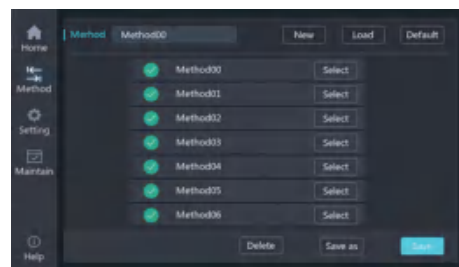 Home
Method
Setting
Maintain
Help
Merhod Method00 New Load Default
Method00 Select
Method01 Select
Method02 Select
Method03 Select
Method04 Select
Method05 Select
Method06 Select
Delete Save as Save